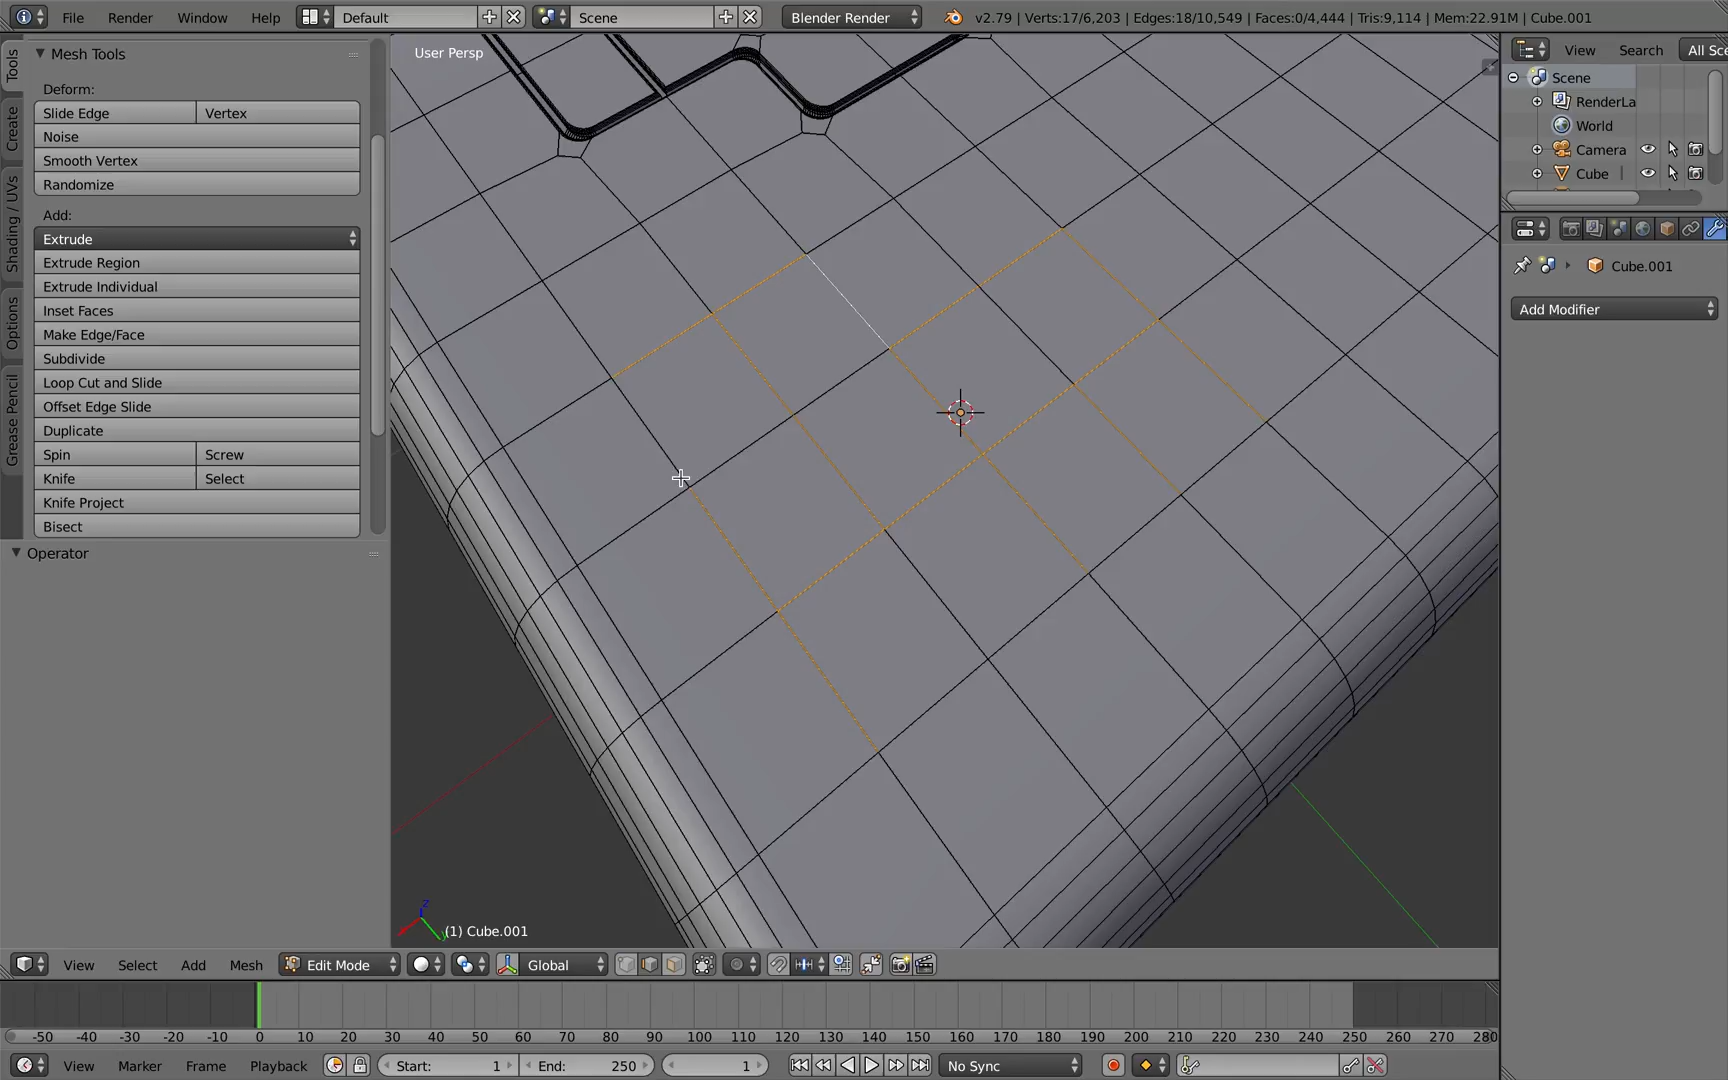 File Render Window Help Default Scene Blender Render v2.79 | Verts:17/6,203 | Edges:18/10,549 | Faces:0/4,444 | Tris:9,114 | Mem:22.91M | Cube.001
Tools
Create
Shading / UVs
Options
Grease Pencil
Mesh Tools
Deform:
Slide Edge Vertex
Noise
Smooth Vertex
Randomize
Add:
Extrude
Extrude Region
Extrude Individual
Inset Faces
Make Edge/Face
Subdivide
Loop Cut and Slide
Offset Edge Slide
Duplicate
Spin Screw
Knife Select
Knife Project
Bisect
Operator
User Persp
Z
y
(1) Cube.001
View Search All Sce
Scene
RenderLa
World
Camera
Cube
Cube.001
Add Modifier
View Select Add Mesh Edit Mode Global
-50 -40 -30 -20 -10 0 10 20 30 40 50 60 70 80 90 100 110 120 130 140 150 160 170 180 190 200 210 220 230 240 250 260 270 280
View Marker Frame Playback Start: 1 End: 250 1 No Sync